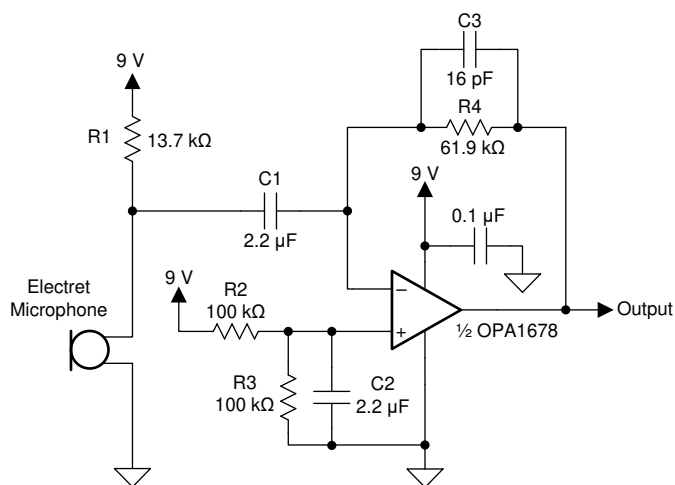 C3
16 pF
9 V
R4
R1
13.7 kΩ
61.9 kΩ
C1
9 V
0.1 µF
2.2 µF
Electret
Microphone
9 V
R2
100 kΩ
−
+
Output
½ OPA1678
R3
100 kΩ
C2
2.2 µF